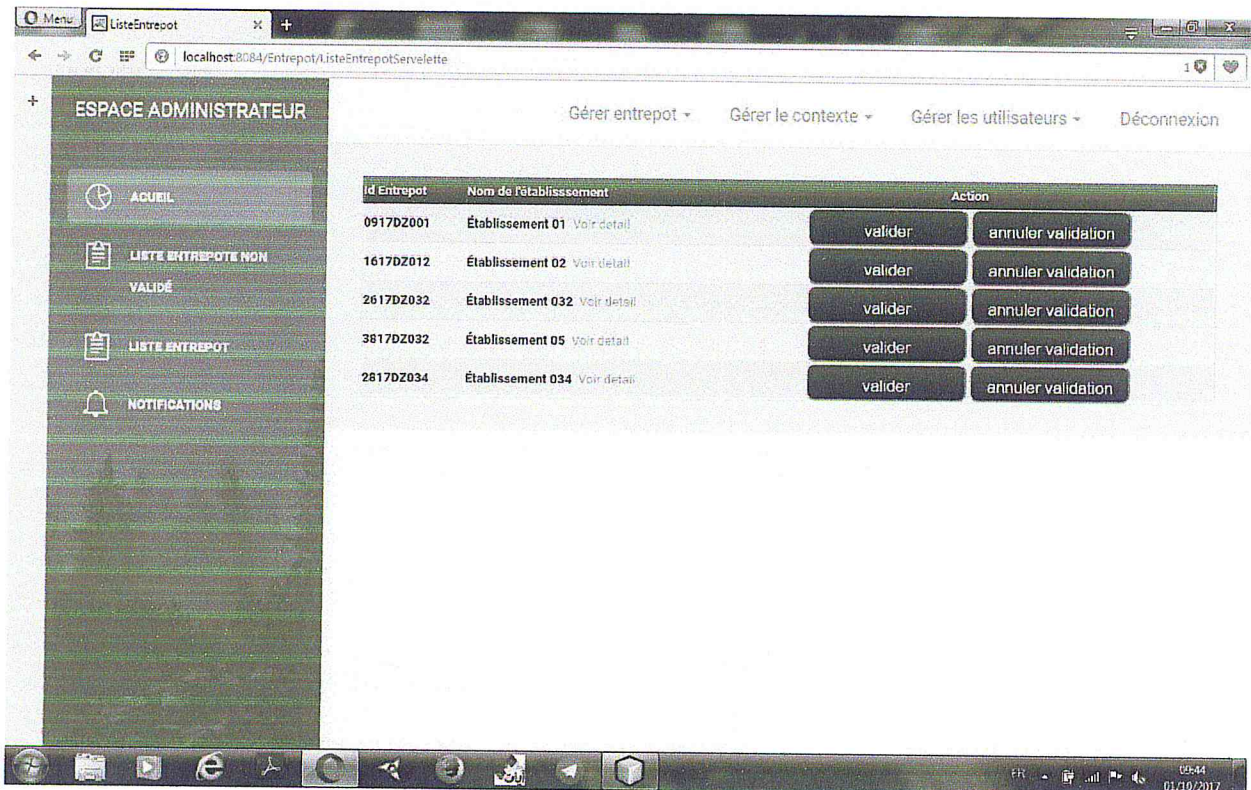 Menu
ListeEntrepot
localhost:8084/Entrepot/ListeEntrepotServelette
1
ESPACE ADMINISTRATEUR
Gérer entrepot
Gérer le contexte
Gérer les utilisateurs
Déconnexion
ACUEIL
LISTE ENTREPOTE NON
VALIDÉ
LISTE ENTREPOT
NOTIFICATIONS
Id Entrepot Nom de l'établisssement Action
0917DZ001 Établissement 01 Voir detail valider annuler validation
1617DZ012 Établissement 02 Voir detail valider annuler validation
2617DZ032 Établissement 032 Voir detail valider annuler validation
3817DZ032 Établissement 05 Voir detail valider annuler validation
2817DZ034 Établissement 034 Voir detail valider annuler validation
FR
09:44
01/10/2017